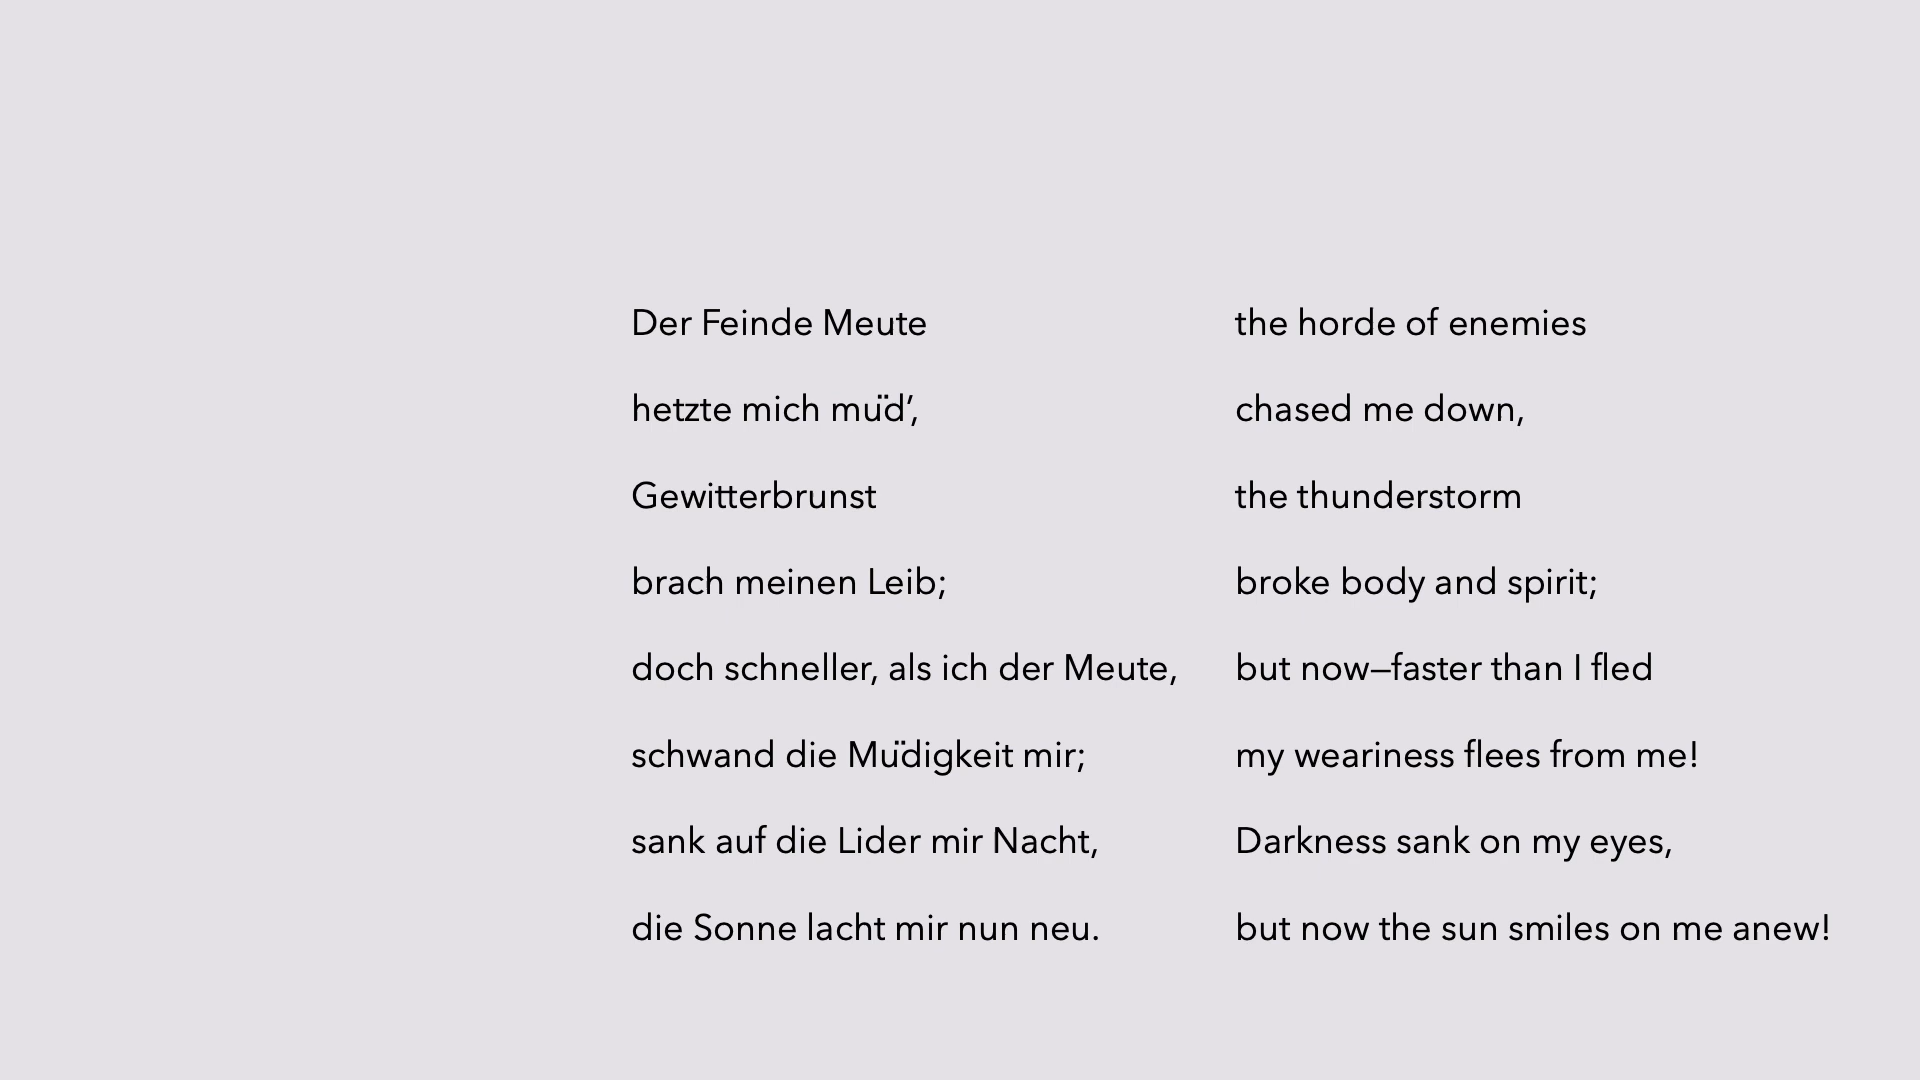 Der Feinde Meute
hetzte mich müd’,
Gewitterbrunst
brach meinen Leib;
doch schneller, als ich der Meute,
schwand die Müdigkeit mir;
sank auf die Lider mir Nacht,
die Sonne lacht mir nun neu.
the horde of enemies
chased me down,
the thunderstorm
broke body and spirit;
but now—faster than I fled
my weariness flees from me!
Darkness sank on my eyes,
but now the sun smiles on me anew!